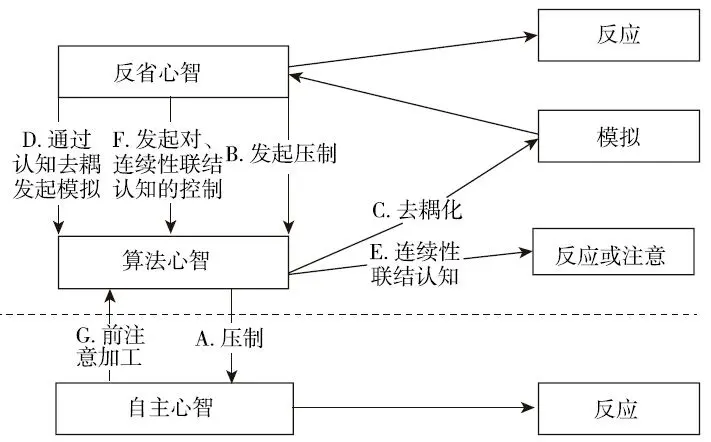 反应
反省心智
D. 通过
认知去耦
发起模拟
F. 发起对、
连续性联结
认知的控制
B. 发起压制
模拟
C. 去耦化
算法心智
E. 连续性
联结认知
反应或注意
G. 前注
意加工
A. 压制
自主心智
反应